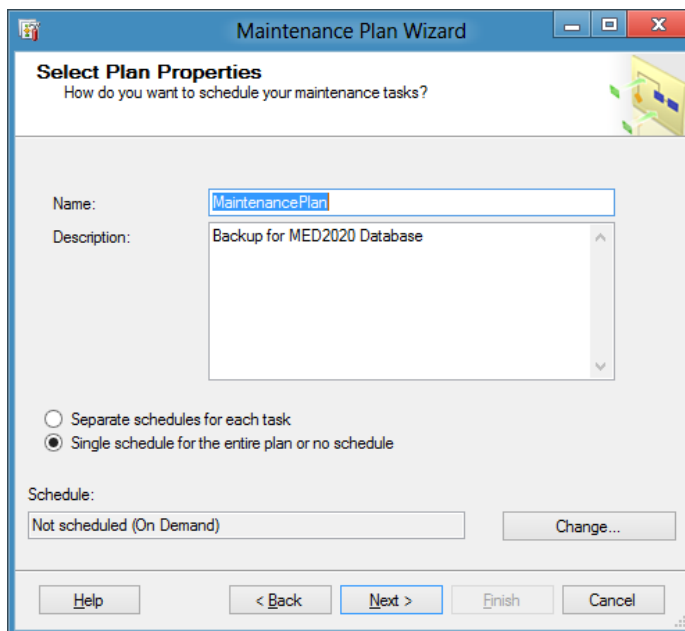 Maintenance Plan Wizard
Select Plan Properties
How do you want to schedule your maintenance tasks?
Name:
MaintenancePlan
Description:
Backup for MED2020 Database
Separate schedules for each task
Single schedule for the entire plan or no schedule
Schedule:
Not scheduled (On Demand)
Change...
Help
< Back
Next >
Finish
Cancel